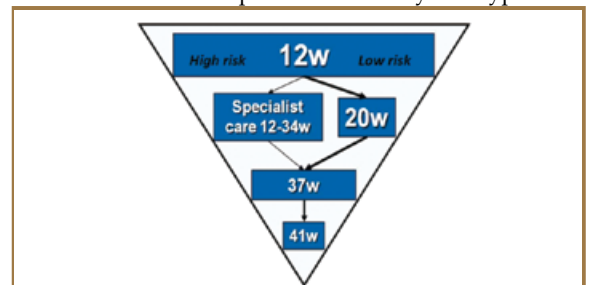 High risk 12w Low risk
Specialist
care 12-34w
20w
37w
41w